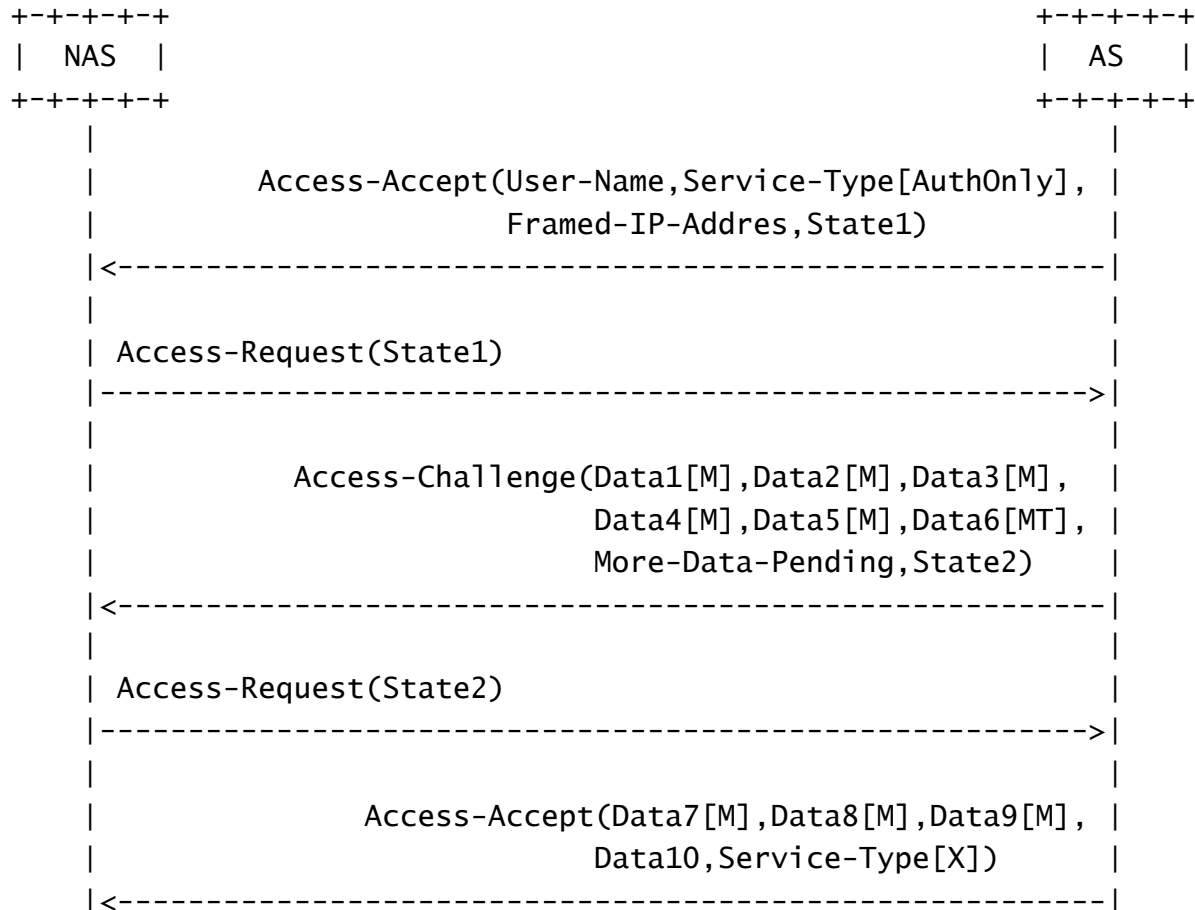 +-+-+-+-+ +-+-+-+-+
| NAS | | AS |
+-+-+-+-+ +-+-+-+-+
| |
| Access-Accept(User-Name,Service-Type[AuthOnly], |
| Framed-IP-Addres,State1) |
|<--------------------------------------------------------|
| |
| Access-Request(State1) |
|-------------------------------------------------------->|
| |
| Access-Challenge(Data1[M],Data2[M],Data3[M], |
| Data4[M],Data5[M],Data6[MT], |
| More-Data-Pending,State2) |
|<--------------------------------------------------------|
| |
| Access-Request(State2) |
|-------------------------------------------------------->|
| |
| Access-Accept(Data7[M],Data8[M],Data9[M], |
| Data10,Service-Type[X]) |
|<--------------------------------------------------------|